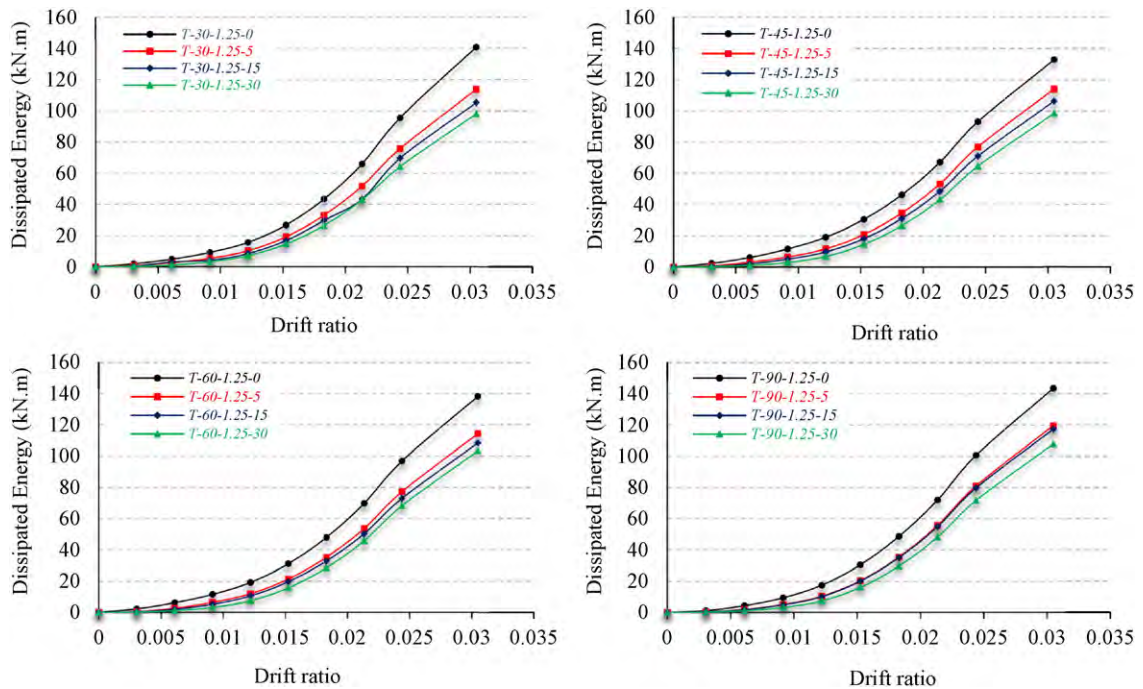 Dissipated Energy (kN.m)
160
140
120
100
80
60
40
20
0
T-30-1.25-0
T-30-1.25-5
T-30-1.25-15
T-30-1.25-30
0 0.005 0.01 0.015 0.02 0.025 0.03 0.035
Drift ratio
Dissipated Energy (kN.m)
160
140
120
100
80
60
40
20
0
T-45-1.25-0
T-45-1.25-5
T-45-1.25-15
T-45-1.25-30
0 0.005 0.01 0.015 0.02 0.025 0.03 0.035
Drift ratio
Dissipated Energy (kN.m)
160
140
120
100
80
60
40
20
0
T-60-1.25-0
T-60-1.25-5
T-60-1.25-15
T-60-1.25-30
0 0.005 0.01 0.015 0.02 0.025 0.03 0.035
Drift ratio
Dissipated Energy (kN.m)
160
140
120
100
80
60
40
20
0
T-90-1.25-0
T-90-1.25-5
T-90-1.25-15
T-90-1.25-30
0 0.005 0.01 0.015 0.02 0.025 0.03 0.035
Drift ratio